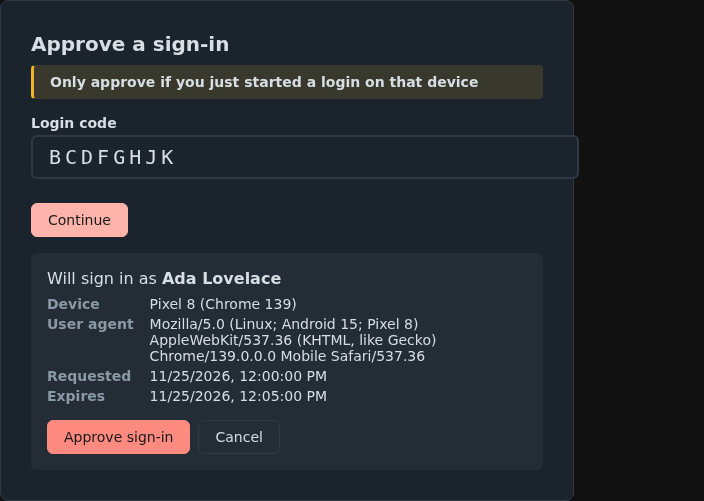 Approve a sign-in
Only approve if you just started a login on that device
Login code
BCDFGHJK
Continue
Will sign in as Ada Lovelace
Device Pixel 8 (Chrome 139)
User agent Mozilla/5.0 (Linux; Android 15; Pixel 8)
AppleWebKit/537.36 (KHTML, like Gecko)
Chrome/139.0.0.0 Mobile Safari/537.36
Requested 11/25/2026, 12:00:00 PM
Expires 11/25/2026, 12:05:00 PM
Approve sign-in Cancel